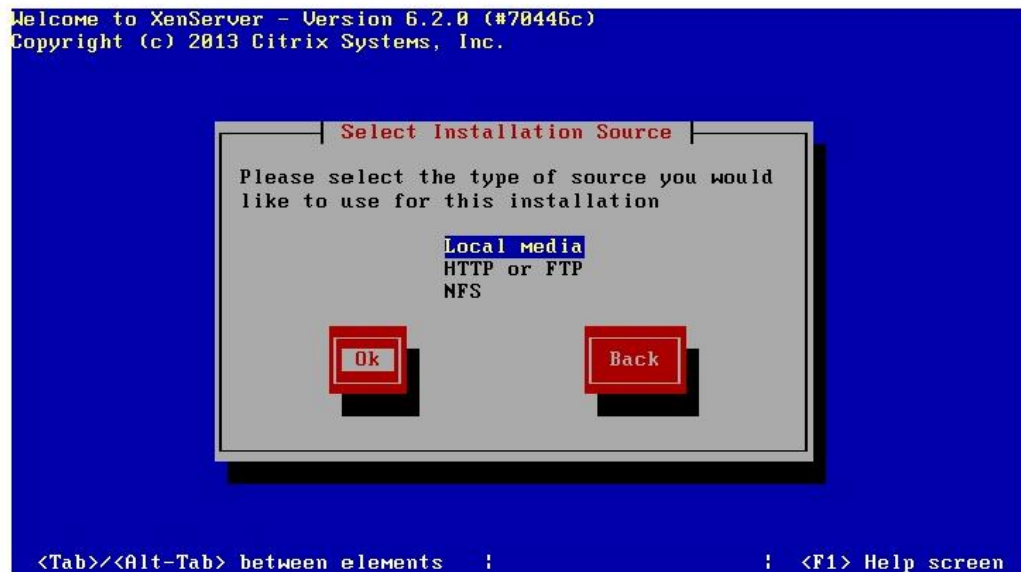 Welcome to XenServer - Version 6.2.0 (#70446c)
Copyright (c) 2013 Citrix Systems, Inc.
Select Installation Source
Please select the type of source you would
like to use for this installation
Local media
HTTP or FTP
NFS
Ok Back
<Tab>/<Alt-Tab> between elements | | <F1> Help screen